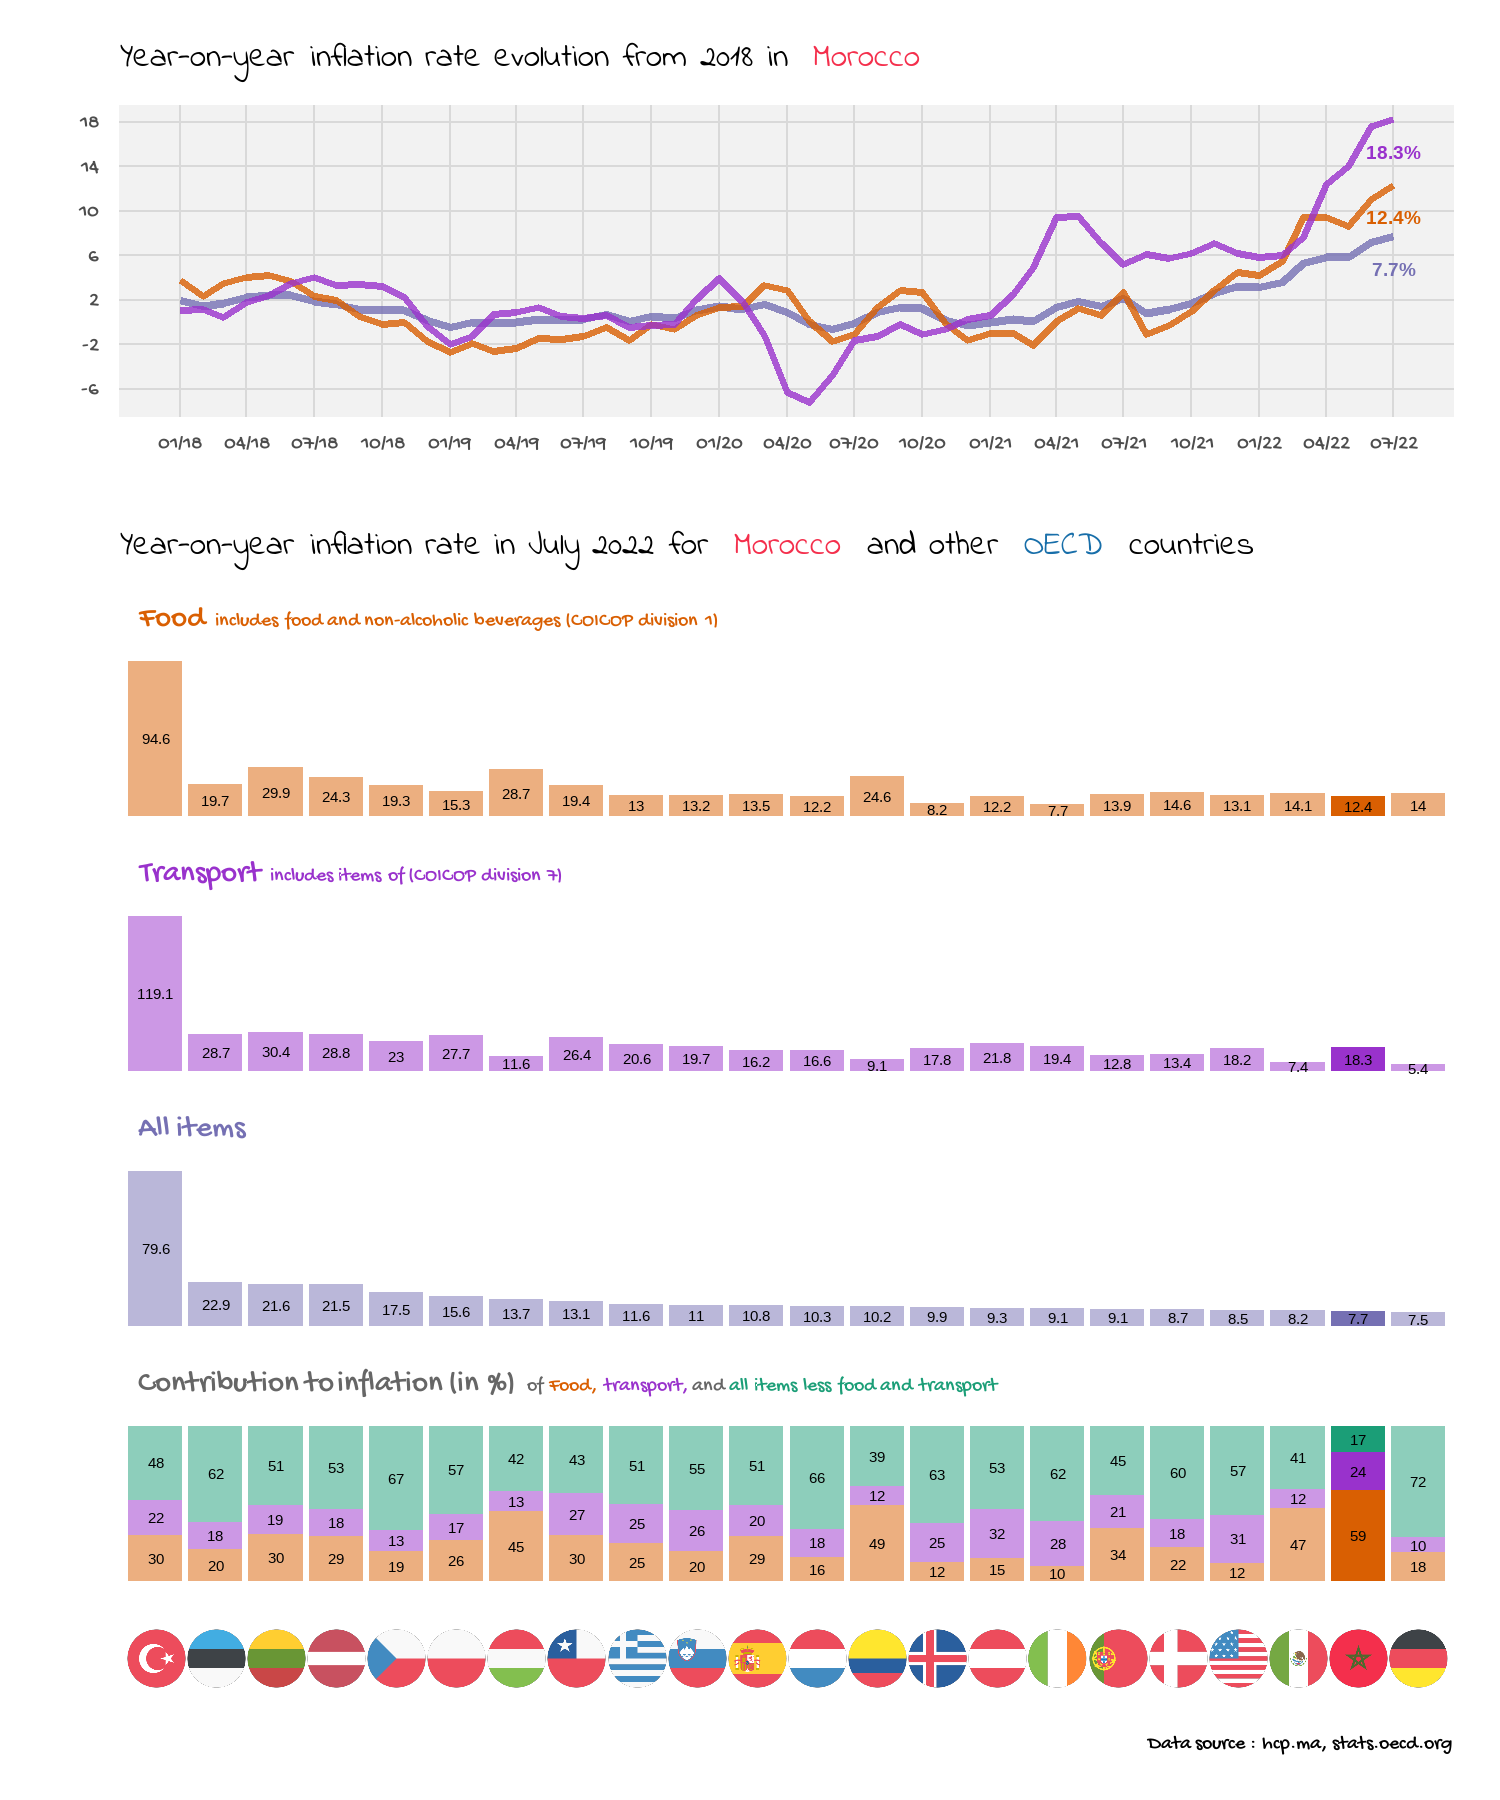 Year-on-year inflation rate evolution from 2018 in Morocco
18
14
10
6
2
-2
-6
18.3%
12.4%
7.7%
01/18 04/18 07/18 10/18 01/19 04/19 07/19 10/19 01/20 04/20 07/20 10/20 01/21 04/21 07/21 10/21 01/22 04/22 07/22
Year-on-year inflation rate in July 2022 for Morocco and other OECD countries
Food includes food and non-alcoholic beverages (COICOP division 1)
94.6 19.7 29.9 24.3 19.3 15.3 28.7 19.4 13 13.2 13.5 12.2 24.6 8.2 12.2 7.7 13.9 14.6 13.1 14.1 12.4 14
Transport includes items of (COICOP division 7)
119.1 28.7 30.4 28.8 23 27.7 11.6 26.4 20.6 19.7 16.2 16.6 9.1 17.8 21.8 19.4 12.8 13.4 18.2 7.4 18.3 5.4
All items
79.6 22.9 21.6 21.5 17.5 15.6 13.7 13.1 11.6 11 10.8 10.3 10.2 9.9 9.3 9.1 9.1 8.7 8.5 8.2 7.7 7.5
Contribution to inflation (in %) of Food, transport, and all items less food and transport
48 62 51 53 67 57 42 43 51 55 51 66 39 63 53 62 45 60 57 41 17 72
22 18 19 18 13 17 13 27 25 26 20 18 12 25 32 28 21 18 31 12 24 10
30 20 30 29 19 26 45 30 25 20 29 16 49 12 15 10 34 22 12 47 59 18
Data source : hcp.ma, stats.oecd.org